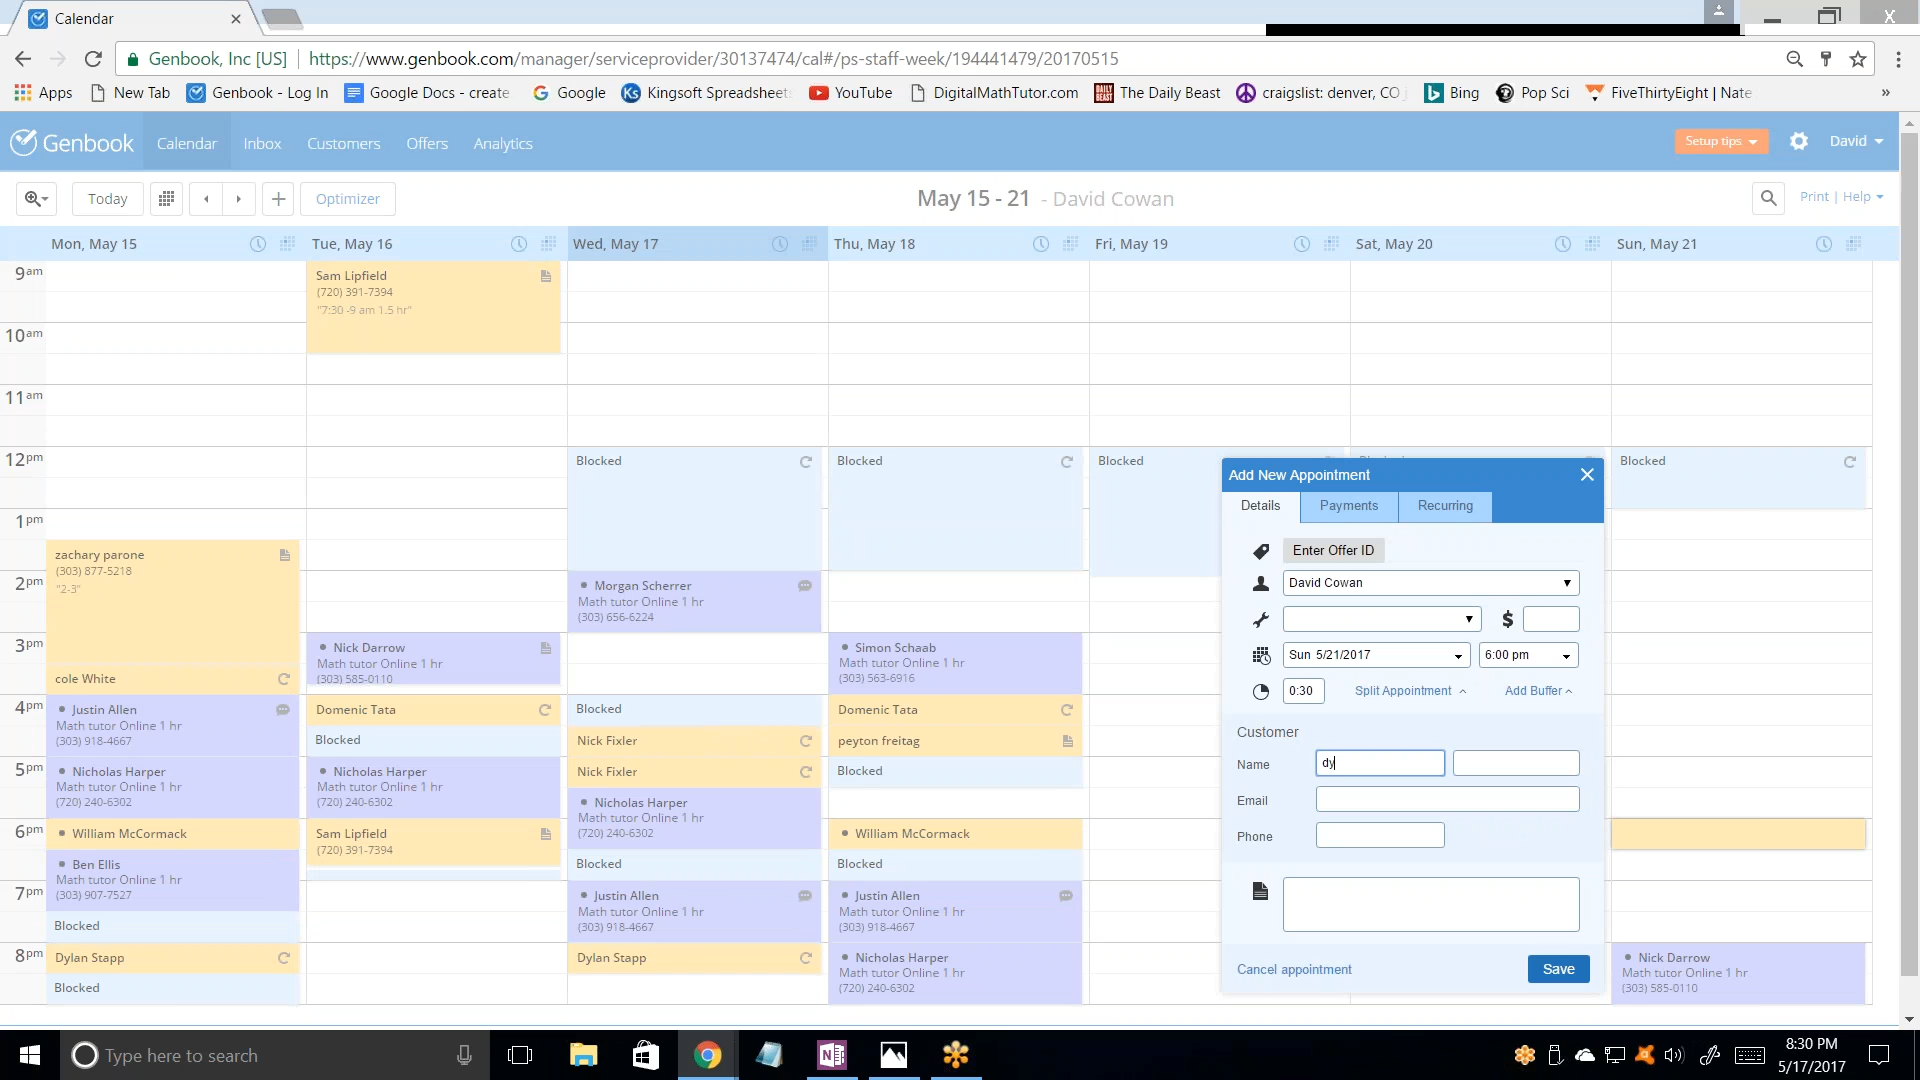 Calendar
Genbook, Inc [US]
https://www.genbook.com/manager/serviceprovider/30137474/cal#/ps-staff-week/194441479/20170515
Apps
New Tab
Genbook - Log In
Google Docs - create
Google
Kingsoft Spreadsheet
YouTube
DigitalMathTutor.com
The Daily Beast
craigslist: denver, CO
Bing
Pop Sci
FiveThirtyEight | Nate
»
Genbook
Calendar
Inbox
Customers
Offers
Analytics
Setup tips
David
Today
Optimizer
May 15 - 21 - David Cowan
Print | Help
Mon, May 15
Tue, May 16
Wed, May 17
Thu, May 18
Fri, May 19
Sat, May 20
Sun, May 21
9am
10am
11am
12pm
1pm
2pm
3pm
4pm
5pm
6pm
7pm
8pm
zachary parone
(303) 877-5218
"2-3"
cole White
Justin Allen
Math tutor Online 1 hr
(303) 918-4667
Nicholas Harper
Math tutor Online 1 hr
(720) 240-6302
William McCormack
Ben Ellis
Math tutor Online 1 hr
(303) 907-7527
Blocked
Dylan Stapp
Blocked
Sam Lipfield
(720) 391-7394
"7:30 -9 am 1.5 hr"
Nick Darrow
Math tutor Online 1 hr
(303) 585-0110
Domenic Tata
Blocked
Nicholas Harper
Math tutor Online 1 hr
(720) 240-6302
Sam Lipfield
(720) 391-7394
Blocked
Morgan Scherrer
Math tutor Online 1 hr
(303) 656-6224
Blocked
Nick Fixler
Nick Fixler
Nicholas Harper
Math tutor Online 1 hr
(720) 240-6302
Blocked
Justin Allen
Math tutor Online 1 hr
(303) 918-4667
Dylan Stapp
Blocked
Simon Schaab
Math tutor Online 1 hr
(303) 563-6916
Domenic Tata
peyton freitag
Blocked
William McCormack
Blocked
Justin Allen
Math tutor Online 1 hr
(303) 918-4667
Nicholas Harper
Math tutor Online 1 hr
(720) 240-6302
Blocked
Blocked
Nick Darrow
Math tutor Online 1 hr
(303) 585-0110
Add New Appointment
Details
Payments
Recurring
Enter Offer ID
David Cowan
$
Sun 5/21/2017
6:00 pm
0:30
Split Appointment
Add Buffer
Customer
Name
dy
Email
Phone
Cancel appointment
Save
Type here to search
8:30 PM
5/17/2017